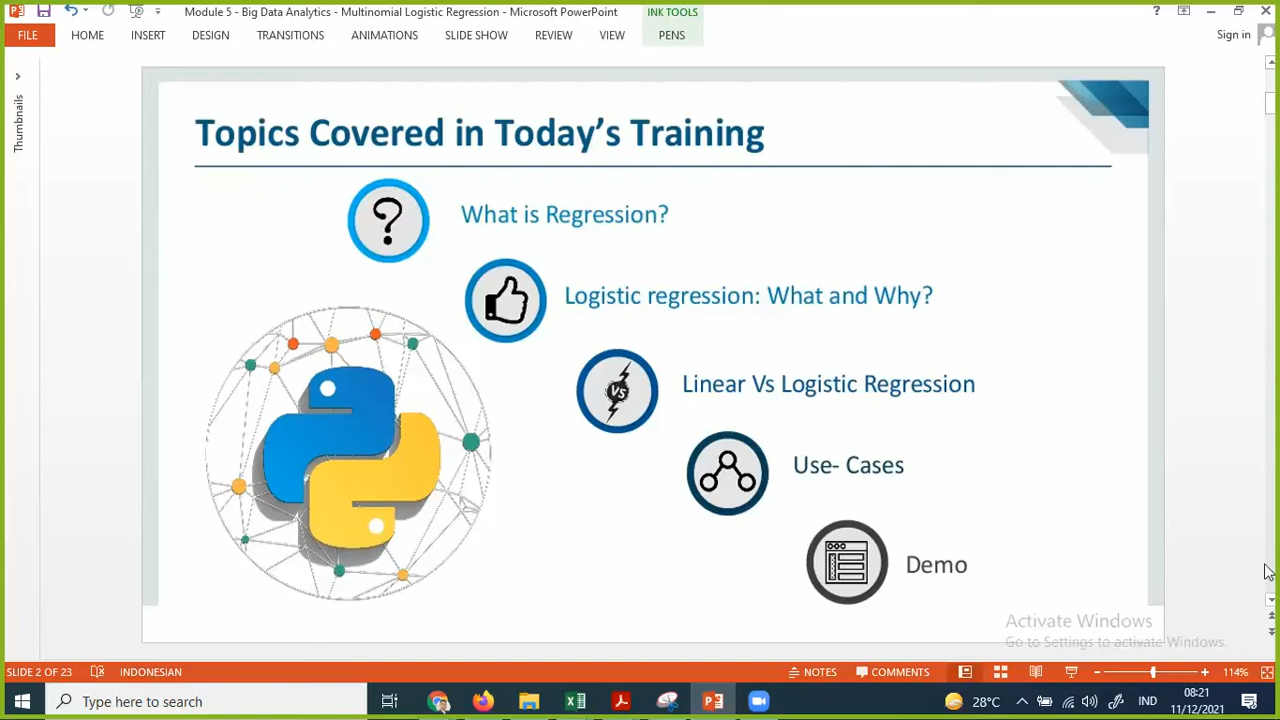 Module 5 - Big Data Analytics - Multinomial Logistic Regression - Microsoft PowerPoint
INK TOOLS
?
FILE
HOME
INSERT
DESIGN
TRANSITIONS
ANIMATIONS
SLIDE SHOW
REVIEW
VIEW
PENS
Sign in
Thumbnails
Topics Covered in Today's Training
?
What is Regression?
Logistic regression: What and Why?
VS
Linear Vs Logistic Regression
Use- Cases
Demo
Activate Windows
Go to Settings to activate Windows.
SLIDE 2 OF 23
INDONESIAN
NOTES
COMMENTS
114%
Type here to search
28°C
IND
08:21
11/12/2021